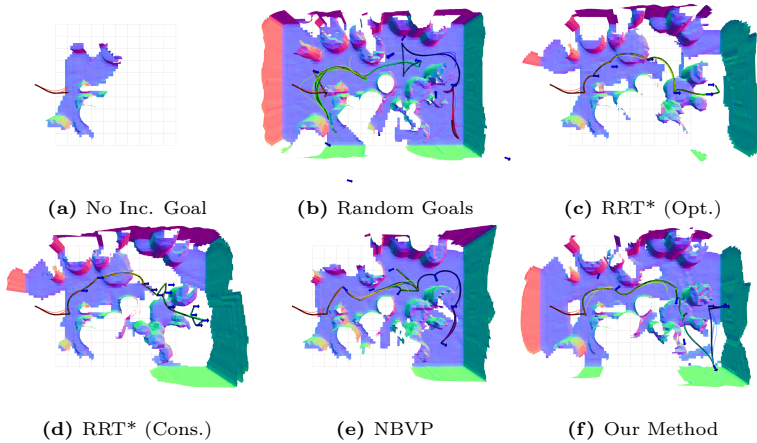 (a) No Inc. Goal
(b) Random Goals
(c) RRT* (Opt.)
(d) RRT* (Cons.)
(e) NBVP
(f) Our Method